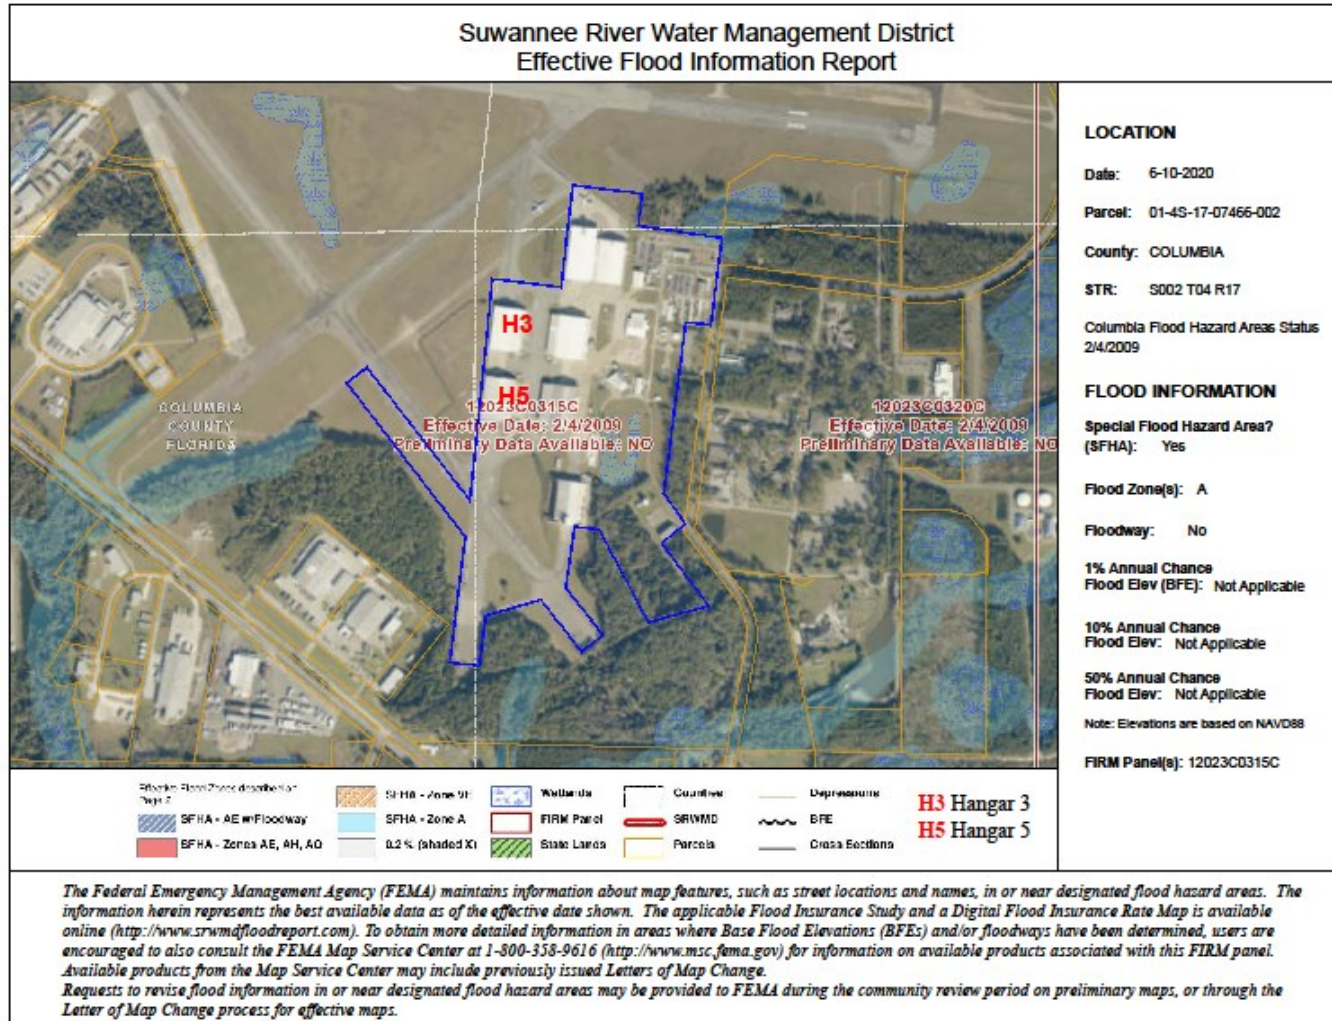 Suwannee River Water Management District
Effective Flood Information Report
H3
H5
COLUMBIA
COUNTY
FLORIDA
12023C0315C
Effective Date: 2/4/2009
Preliminary Data Available: NO
12023C0320C
Effective Date: 2/4/2009
Preliminary Data Available: NO
LOCATION
Date: 6-10-2020
Parcel: 01-4S-17-07466-002
County: COLUMBIA
STR: S002 T04 R17
Columbia Flood Hazard Areas Status
2/4/2009
FLOOD INFORMATION
Special Flood Hazard Area?
(SFHA): Yes
Flood Zone(s): A
Floodway: No
1% Annual Chance
Flood Elev (BFE): Not Applicable
10% Annual Chance
Flood Elev: Not Applicable
50% Annual Chance
Flood Elev: Not Applicable
Note: Elevations are based on NAVD88
FIRM Panel(s): 12023C0315C
Effective Flood Zones described on
Page 2
SFHA - AE w/Floodway
SFHA - Zones AE, AH, AO
SFHA - Zone VE
SFHA - Zone A
0.2 % (shaded X)
Wetlands
FIRM Panel
State Lands
Counties
SRWMD
Parcels
Depressions
BFE
Cross Sections
H3 Hangar 3
H5 Hangar 5
The Federal Emergency Management Agency (FEMA) maintains information about map features, such as street locations and names, in or near designated flood hazard areas. The
information herein represents the best available data as of the effective date shown. The applicable Flood Insurance Study and a Digital Flood Insurance Rate Map is available
online (http://www.srwmdfloodreport.com). To obtain more detailed information in areas where Base Flood Elevations (BFEs) and/or floodways have been determined, users are
encouraged to also consult the FEMA Map Service Center at 1-800-358-9616 (http://www.msc.fema.gov) for information on available products associated with this FIRM panel.
Available products from the Map Service Center may include previously issued Letters of Map Change.
Requests to revise flood information in or near designated flood hazard areas may be provided to FEMA during the community review period on preliminary maps, or through the
Letter of Map Change process for effective maps.